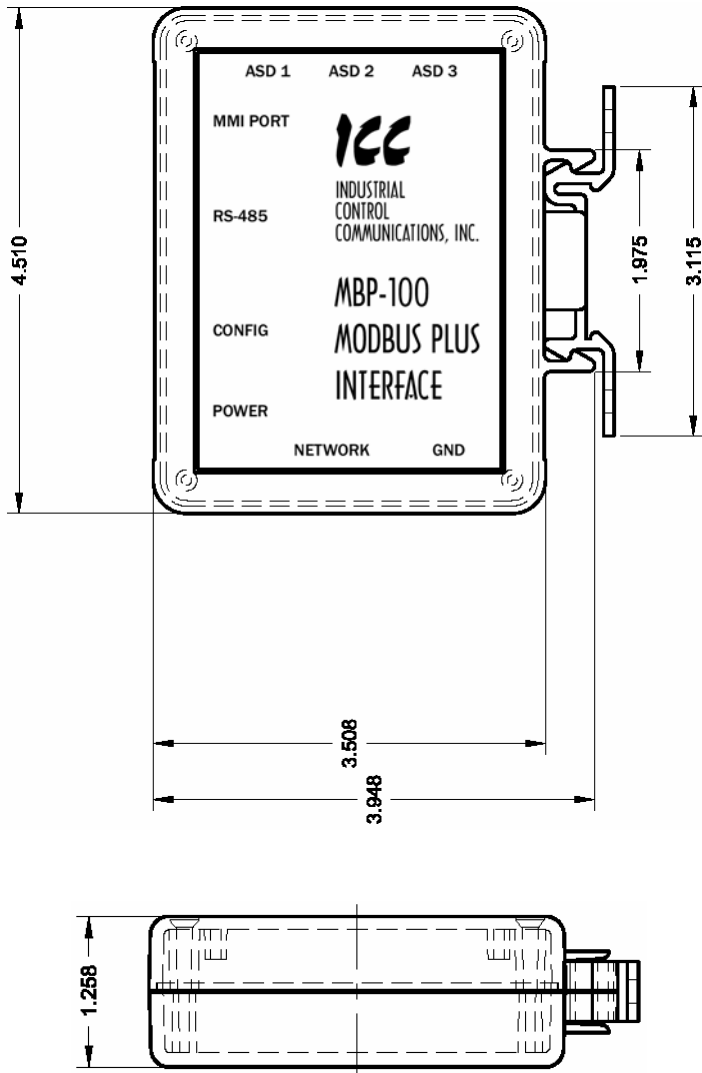 ASD 1 ASD 2 ASD 3
MMI PORT
ICC
INDUSTRIAL
CONTROL
COMMUNICATIONS, INC.
RS-485
MBP-100
MODBUS PLUS
INTERFACE
CONFIG
POWER
NETWORK GND
4.510
1.975
3.115
3.508
3.948
1.258